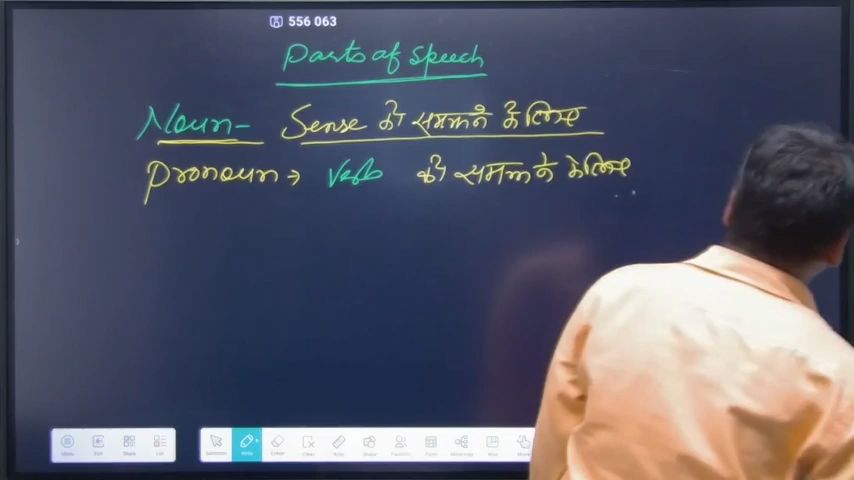 556 063
Parts of Speech
Noun- Sense को समझने के लिए
Pronoun → Verb को समझने के लिए